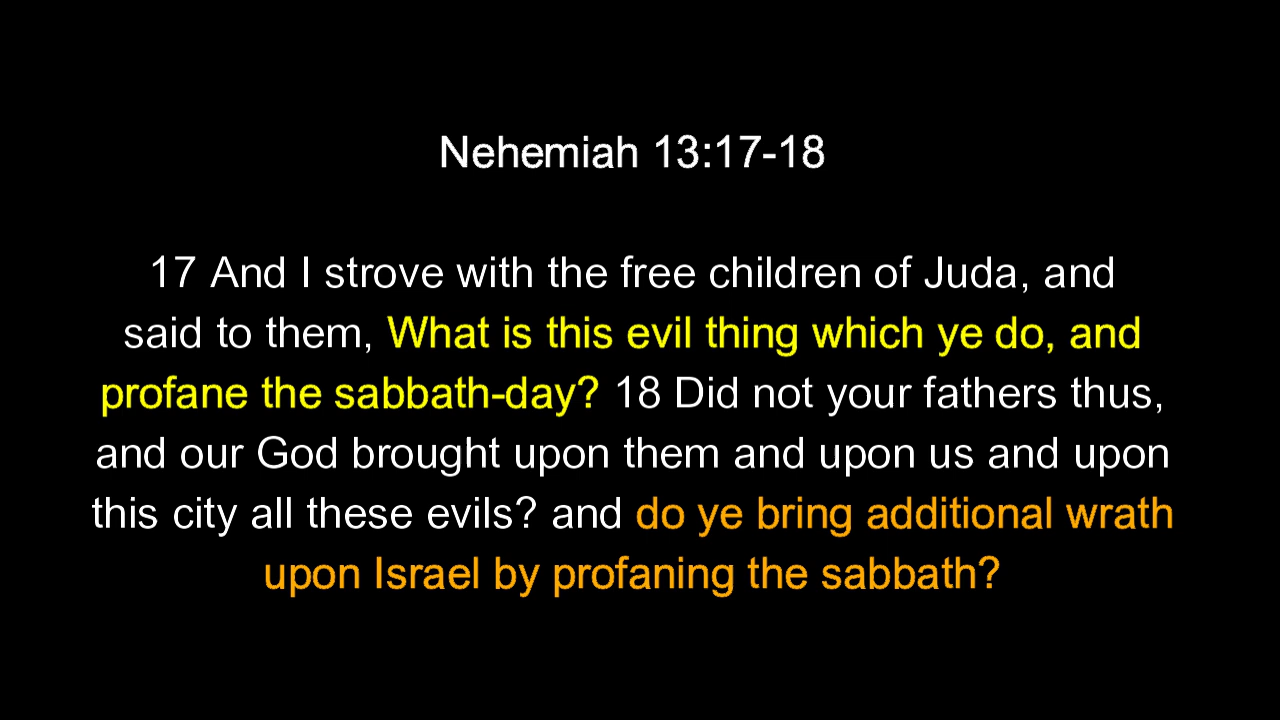 Nehemiah 13:17-18
17 And I strove with the free children of Juda, and
said to them, What is this evil thing which ye do, and
profane the sabbath-day? 18 Did not your fathers thus,
and our God brought upon them and upon us and upon
this city all these evils? and do ye bring additional wrath
upon Israel by profaning the sabbath?